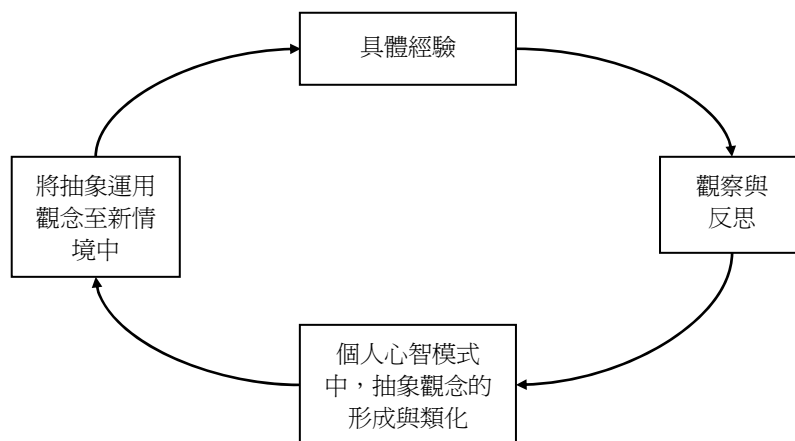 具體經驗
將抽象運用
觀念至新情
境中
觀察與
反思
個人心智模式
中，抽象觀念的
形成與類化